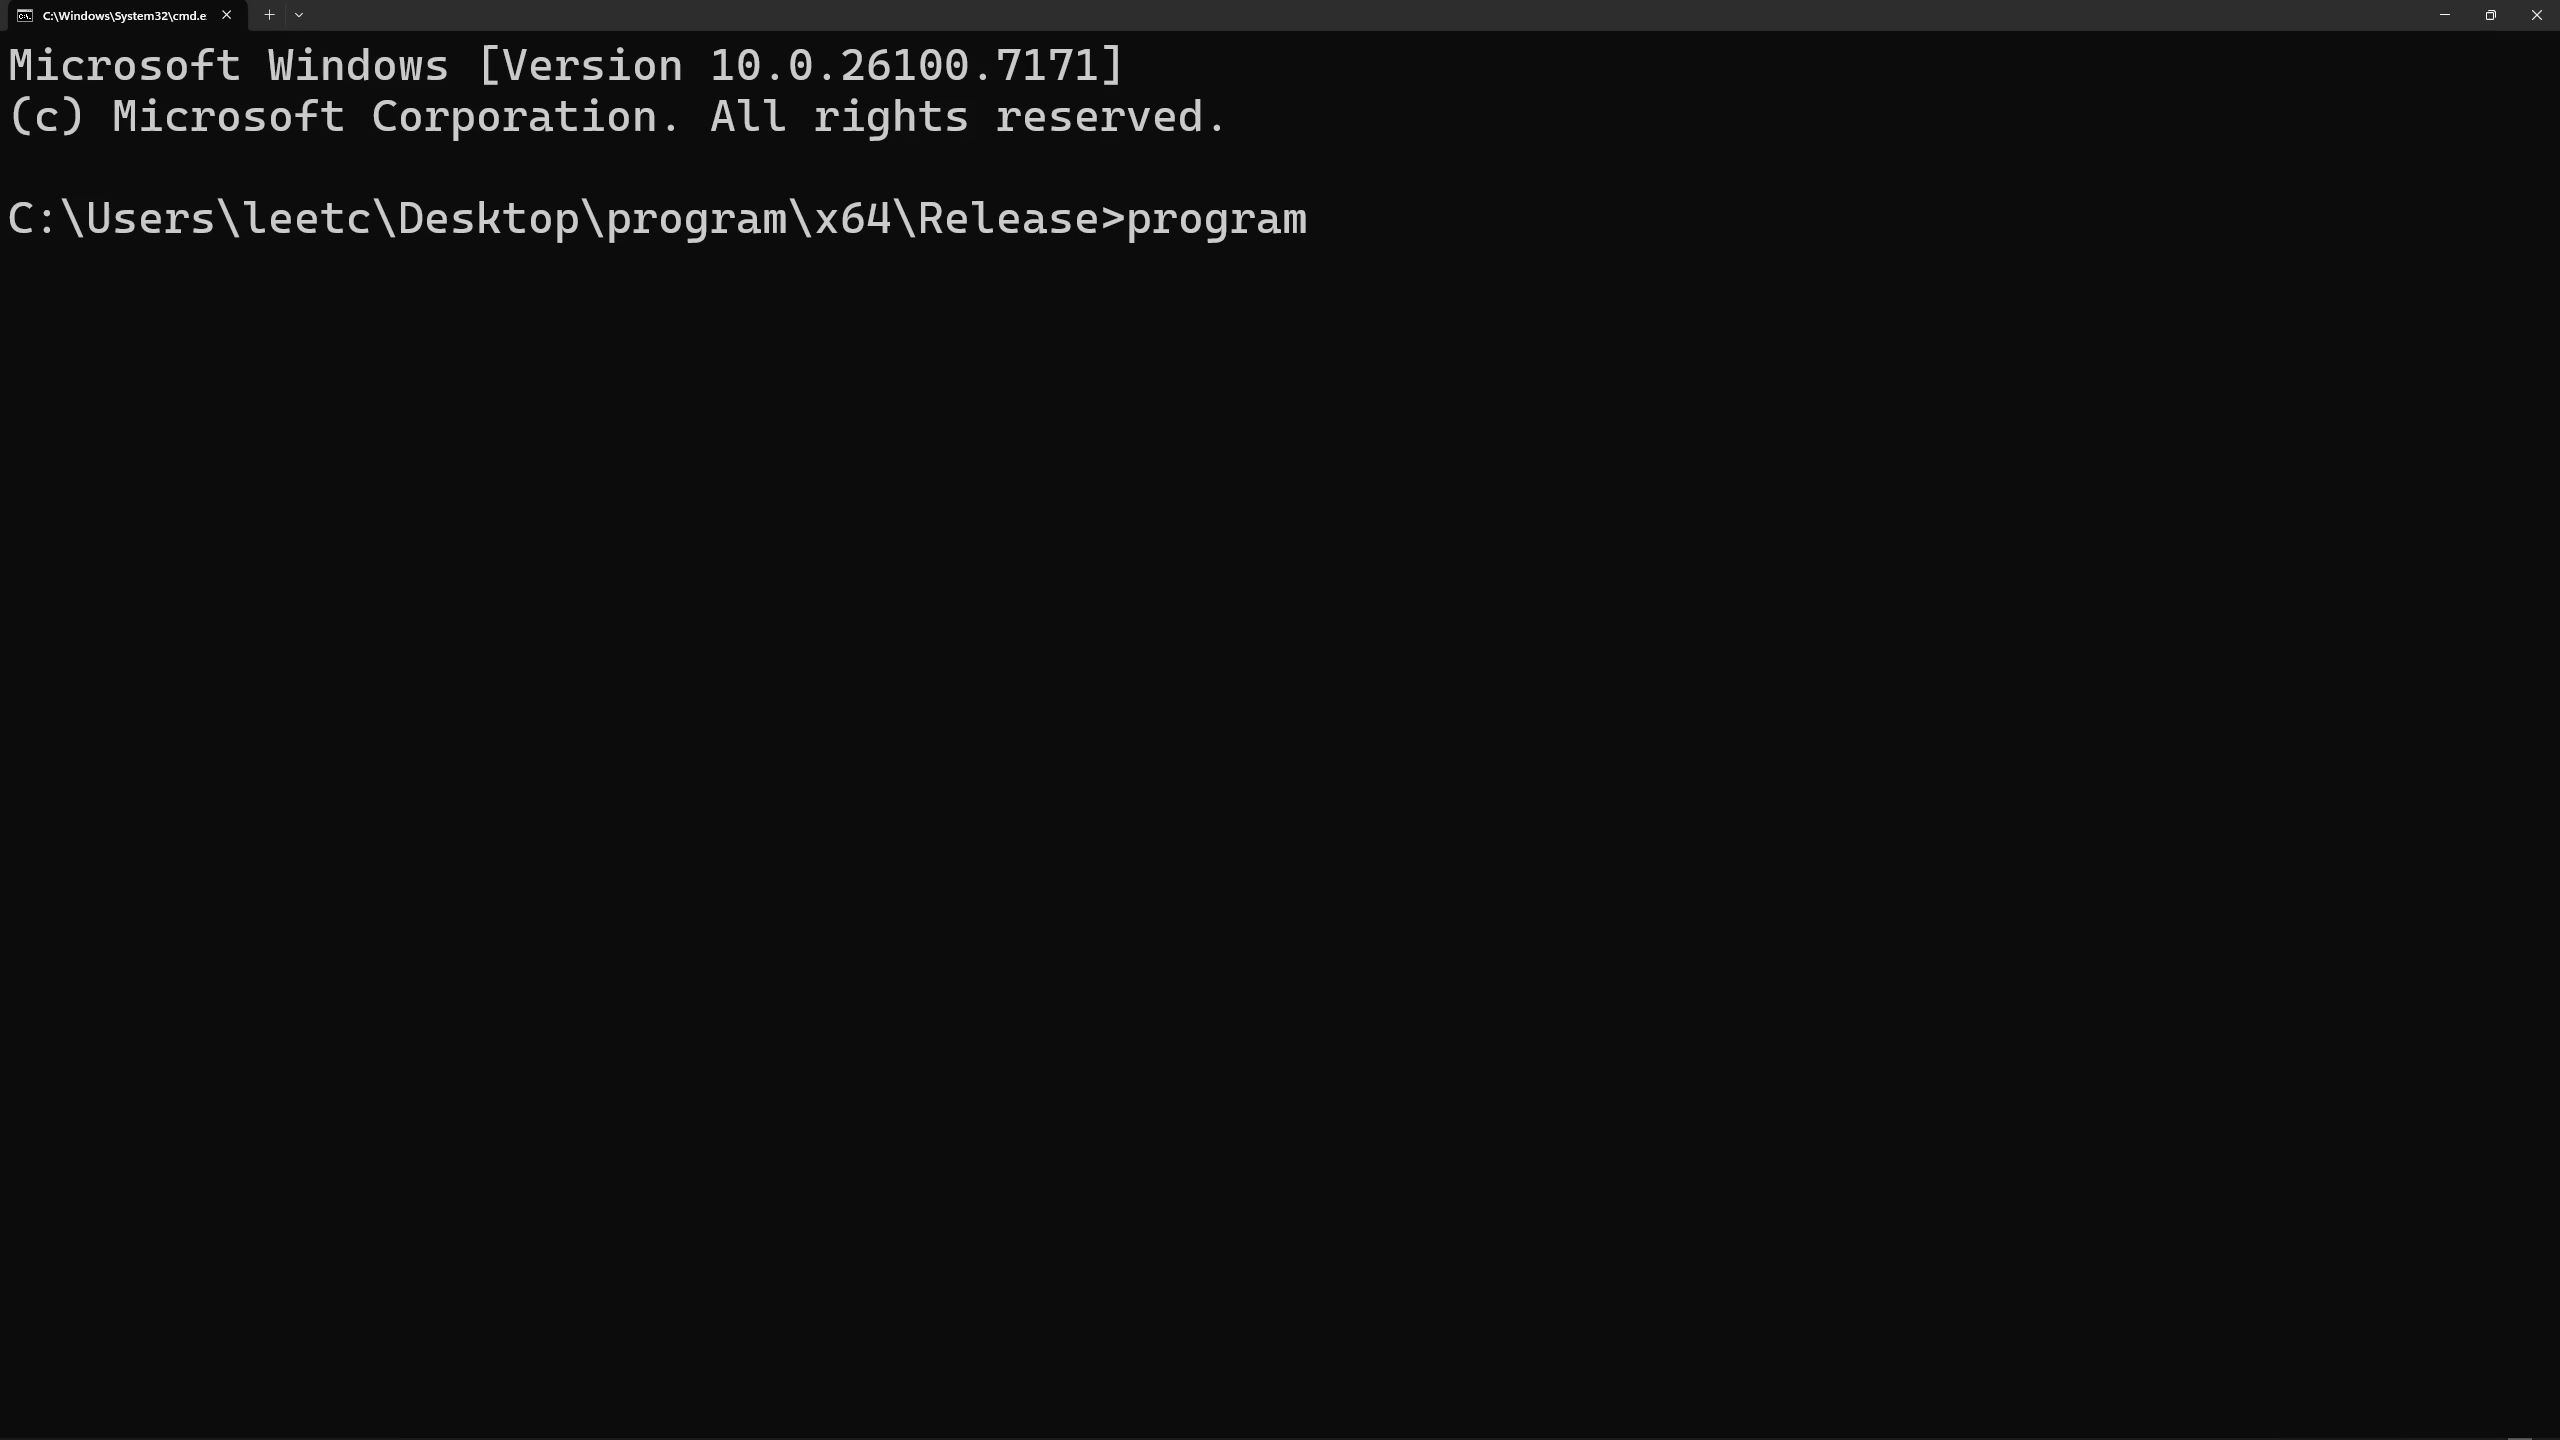 C:\Windows\System32\cmd.e
Microsoft Windows [Version 10.0.26100.7171]
(c) Microsoft Corporation. All rights reserved.
C:\Users\leetc\Desktop\program\x64\Release>program